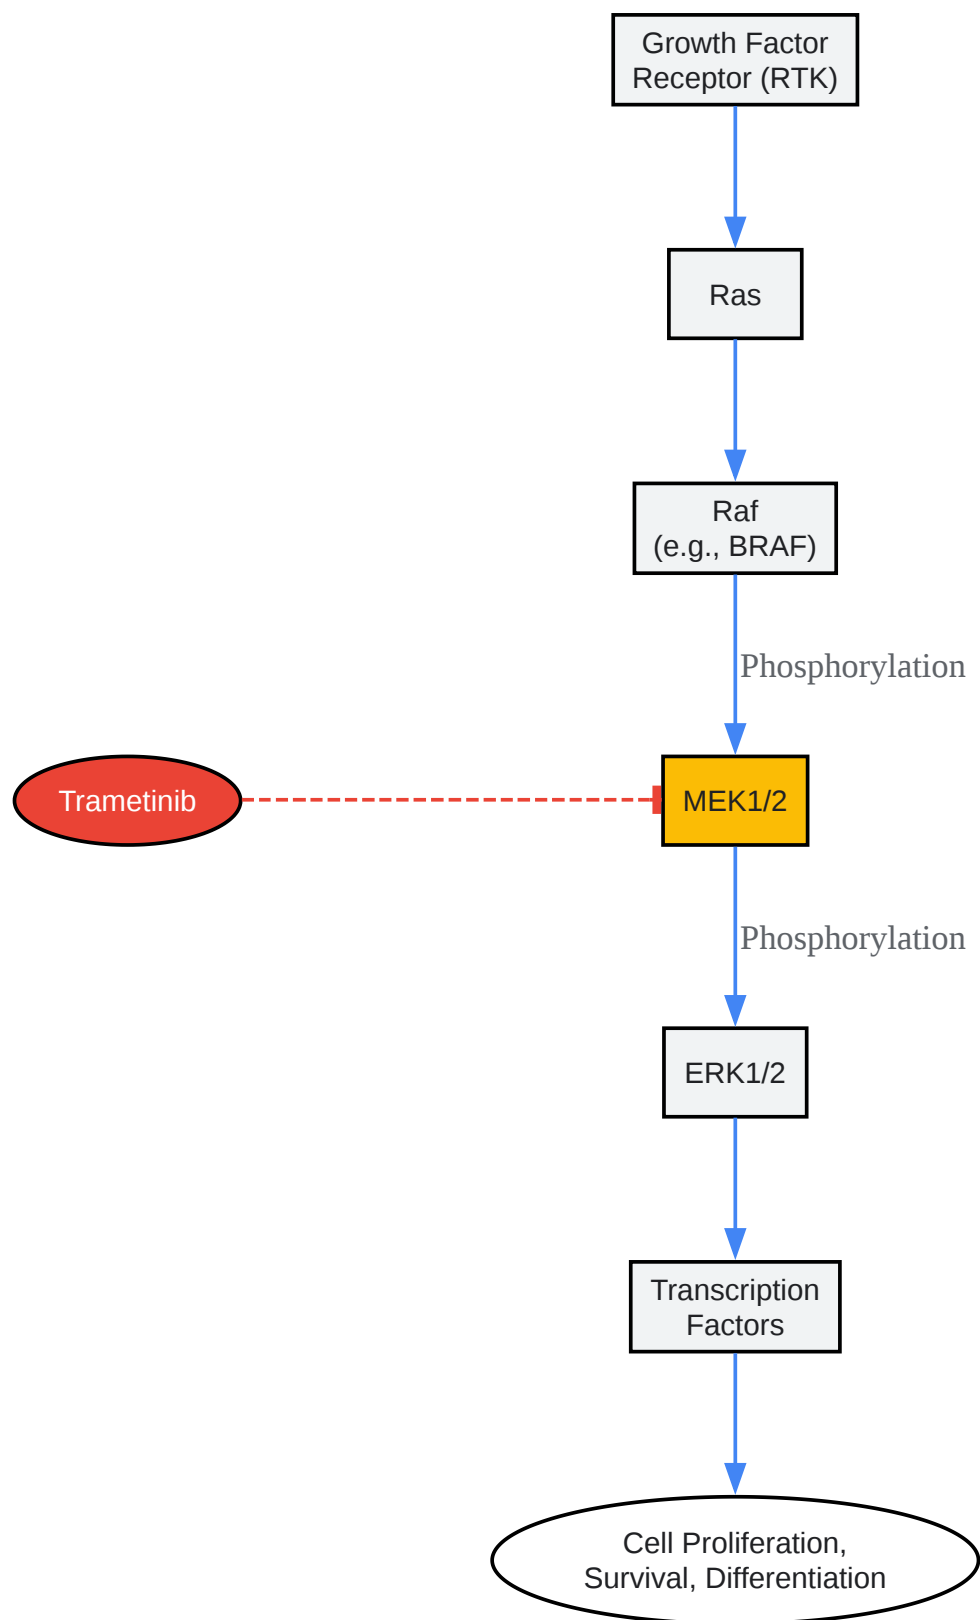 Growth Factor
Receptor (RTK)
Ras
Raf
(e.g., BRAF)
Phosphorylation
Trametinib
MEK1/2
Phosphorylation
ERK1/2
Transcription
Factors
Cell Proliferation,
Survival, Differentiation